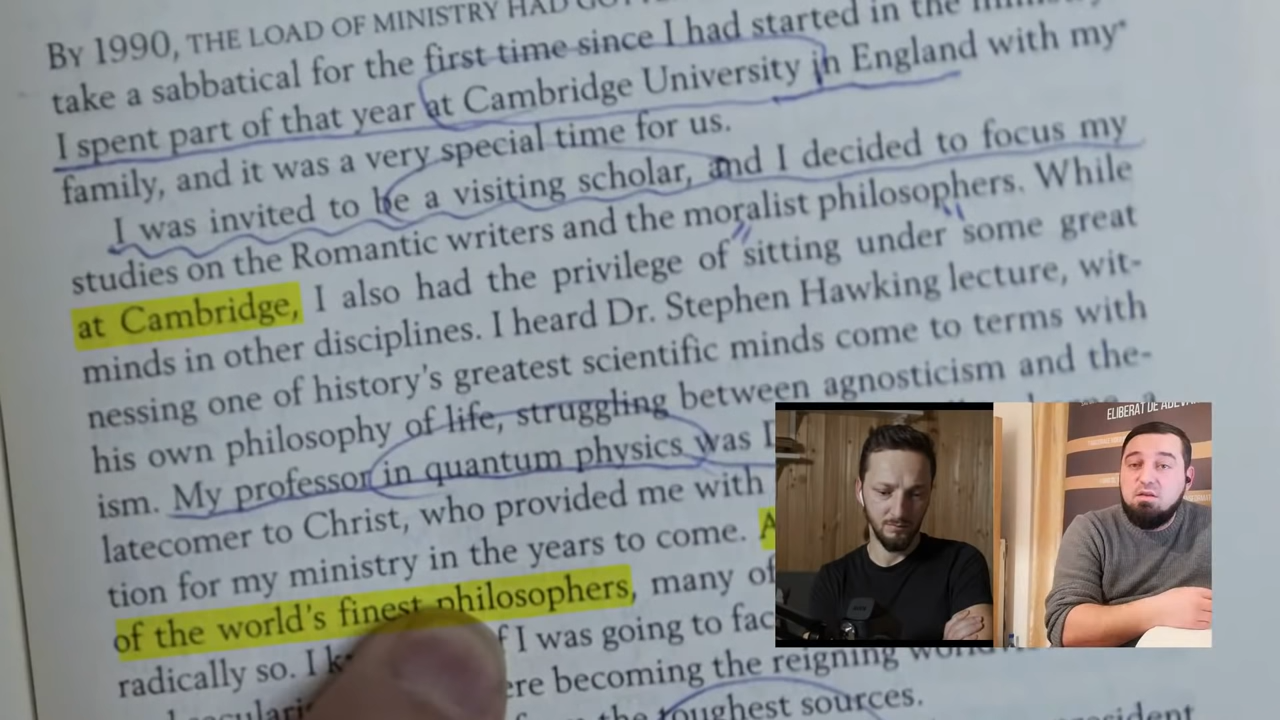 By 1990, THE LOAD OF MINISTRY HAD
take a sabbatical for the first time since I had started in the
I spent part of that year at Cambridge University in England with my
family, and it was a very special time for us.
I was invited to be a visiting scholar, and I decided to focus my
studies on the Romantic writers and the moralist philosophers. While
at Cambridge, I also had the privilege of sitting under some great
minds in other disciplines. I heard Dr. Stephen Hawking lecture, wit-
nessing one of history's greatest scientific minds come to terms with
his own philosophy of life, struggling between agnosticism and the-
ism. My professor in quantum physics was
latecomer to Christ, who provided me with
tion for my ministry in the years to come.
of the world's finest philosophers, many of
radically so. I I was going to
becoming the reigning
the toughest sources.
ELIBERAT DE